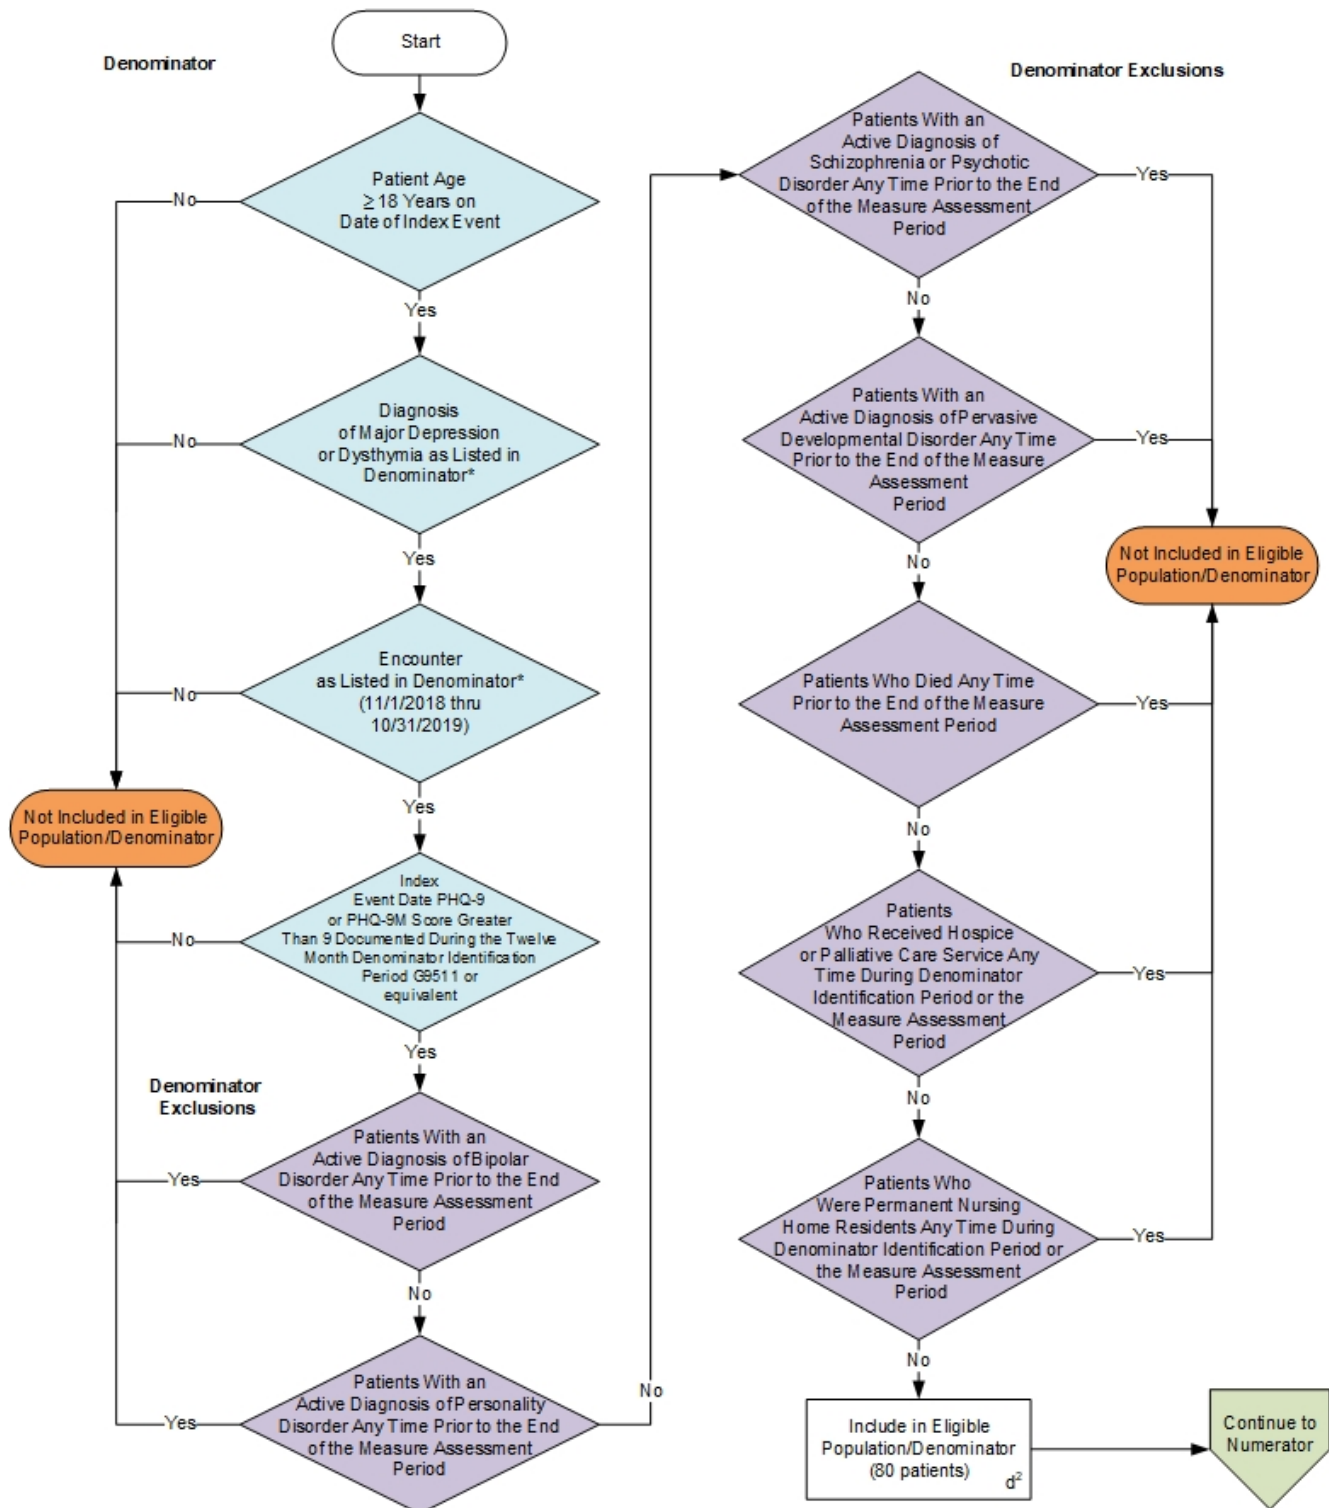 Start
Denominator
Patient Age
≥ 18 Years on
Date of Index Event
No
Yes
Diagnosis
of Major Depression
or Dysthymia as Listed in
Denominator*
No
Yes
Encounter
as Listed in Denominator*
(11/1/2018 thru
10/31/2019)
No
Yes
Not Included in Eligible
Population/Denominator
Index
Event Date PHQ-9
or PHQ-9M Score Greater
Than 9 Documented During the Twelve
Month Denominator Identification
Period G9511 or
equivalent
No
Yes
Denominator
Exclusions
Patients With an
Active Diagnosis of Bipolar
Disorder Any Time Prior to the End
of the Measure Assessment
Period
Yes
No
Patients With an
Active Diagnosis of Personality
Disorder Any Time Prior to the End
of the Measure Assessment
Period
Yes
No
Denominator Exclusions
Patients With an
Active Diagnosis of
Schizophrenia or Psychotic
Disorder Any Time Prior to the End
of the Measure Assessment
Period
Yes
No
Patients With an
Active Diagnosis of Pervasive
Developmental Disorder Any Time
Prior to the End of the Measure
Assessment
Period
Yes
No
Not Included in Eligible
Population/Denominator
Patients Who Died Any Time
Prior to the End of the Measure
Assessment Period
Yes
No
Patients
Who Received Hospice
or Palliative Care Service Any
Time During Denominator
Identification Period or the
Measure Assessment
Period
Yes
No
Patients Who
Were Permanent Nursing
Home Residents Any Time During
Denominator Identification Period or
the Measure Assessment
Period
Yes
No
Include in Eligible
Population/Denominator
(80 patients)
d²
Continue to
Numerator